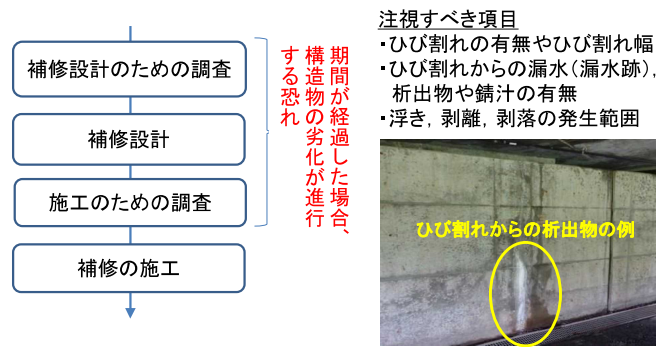 補修設計のための調査
補修設計
施工のための調査
補修の施工
期間が経過した場合、
構造物の劣化が進行
する恐れ
注視すべき項目
・ひび割れの有無やひび割れ幅
・ひび割れからの漏水（漏水跡），
析出物や錆汁の有無
・浮き，剥離，剥落の発生範囲
ひび割れからの析出物の例